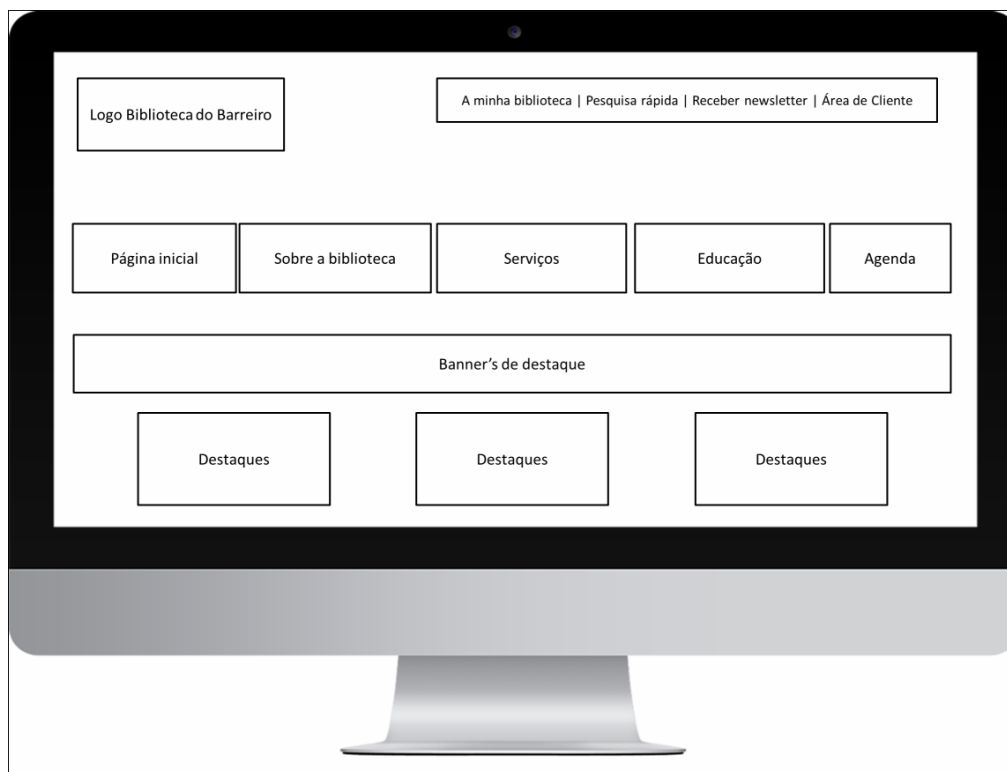 Logo Biblioteca do Barreiro
A minha biblioteca | Pesquisa rápida | Receber newsletter | Área de Cliente
Página inicial
Sobre a biblioteca
Serviços
Educação
Agenda
Banner’s de destaque
Destaques
Destaques
Destaques